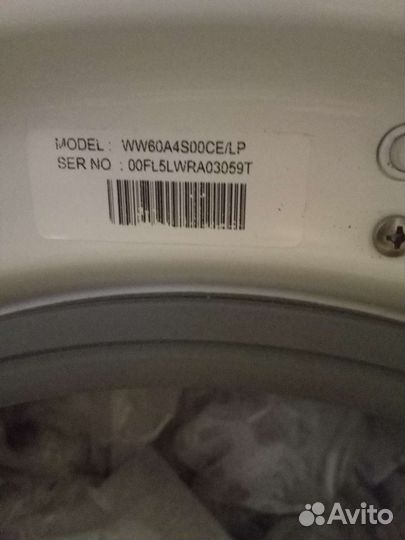 MODEL : WW60A4S00CE/LP
SER NO : 00FL5LWRA03059T
Avito